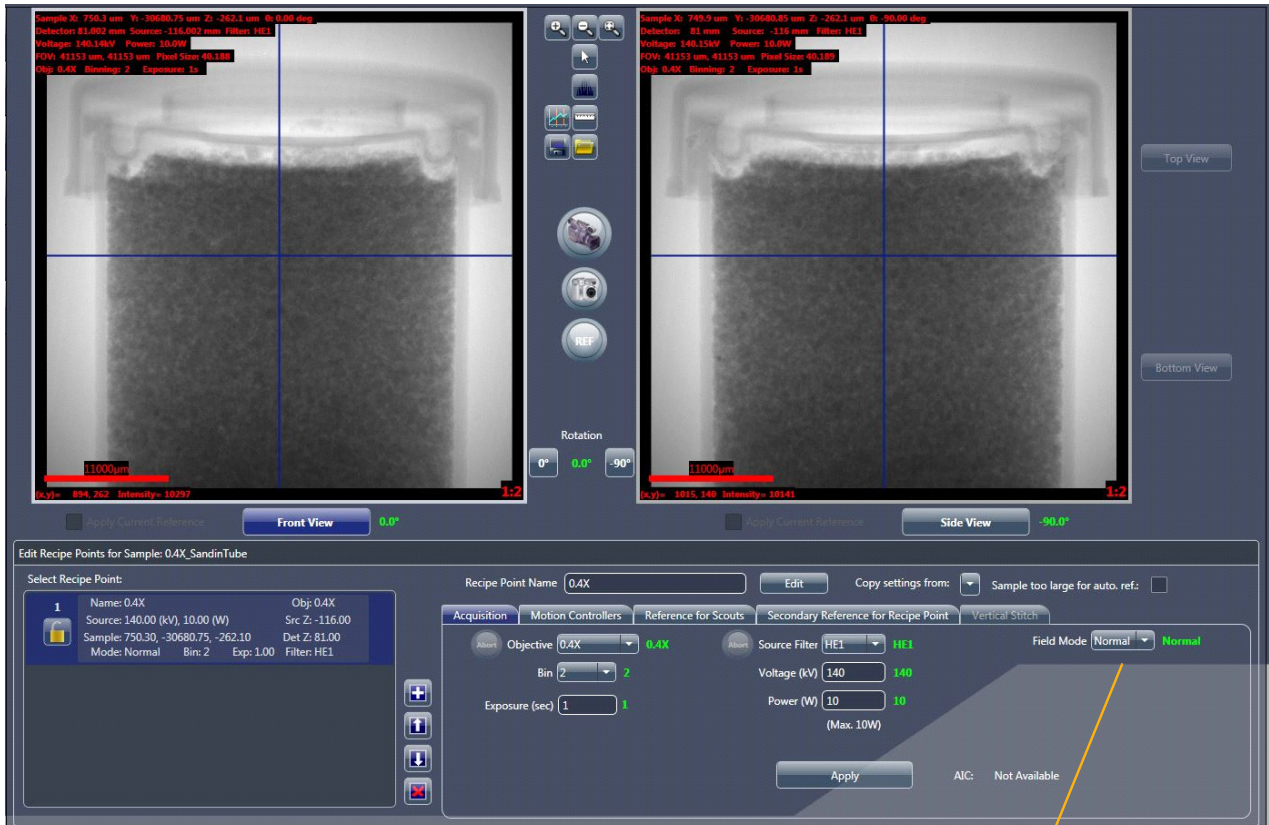 Sample X: 750.3 um Y: -30680.75 um Z: -262.1 um θ: 0.00 deg
Detector: 81.002 mm Source: -116.002 mm Filter: HE1
Voltage: 140.14kV Power: 10.0W
FOV: 41153 um, 41153 um Pixel Size: 40.188
Obj: 0.4X Binning: 2 Exposure: 1s
11000µm
(x,y)= 894, 262 Intensity= 10297
1:2
Sample X: 749.9 um Y: -30680.85 um Z: -262.1 um θ: -90.00 deg
Detector: 81 mm Source: -116 mm Filter: HE1
Voltage: 140.15kV Power: 10.0W
FOV: 41153 um, 41153 um Pixel Size: 40.189
Obj: 0.4X Binning: 2 Exposure: 1s
11000µm
(x,y)= 1015, 140 Intensity= 10141
1:2
REF
Rotation
0° 0.0° -90°
Top View
Bottom View
Apply Current Reference Front View 0.0°
Apply Current Reference Side View -90.0°
Edit Recipe Points for Sample: 0.4X_SandinTube
Select Recipe Point:
1
Name: 0.4X Obj: 0.4X
Source: 140.00 (kV), 10.00 (W) Src Z: -116.00
Sample: 750.30, -30680.75, -262.10 Det Z: 81.00
Mode: Normal Bin: 2 Exp: 1.00 Filter: HE1
Recipe Point Name 0.4X Edit Copy settings from: Sample too large for auto. ref.:
Acquisition Motion Controllers Reference for Scouts Secondary Reference for Recipe Point Vertical Stitch
Abort Objective 0.4X 0.4X Abort Source Filter HE1 HE1 Field Mode Normal Normal
Bin 2 2 Voltage (kV) 140 140
Exposure (sec) 1 1 Power (W) 10 10
(Max. 10W)
Apply AIC: Not Available